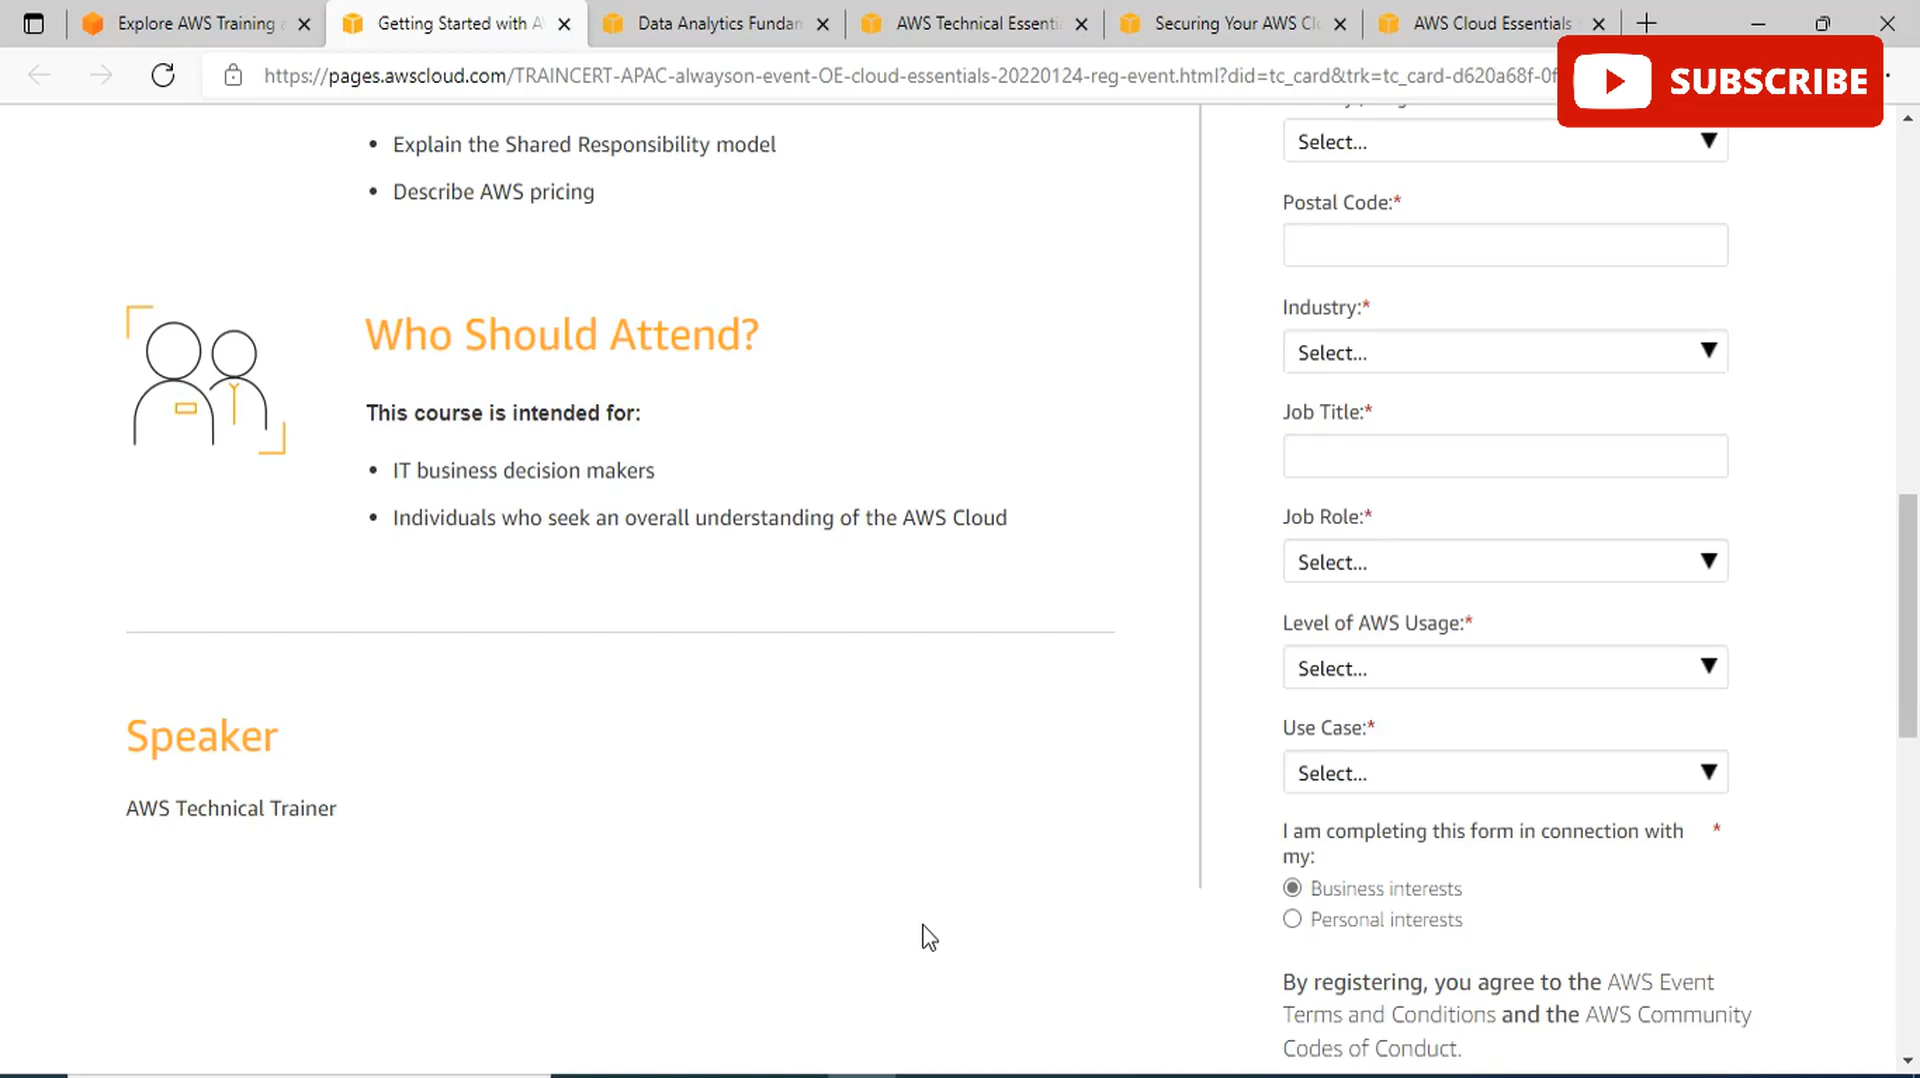 Explore AWS Training
Getting Started with A
Data Analytics Fundam
AWS Technical Essenti
Securing Your AWS Cl
AWS Cloud Essentials
https://pages.awscloud.com/TRAINCERT-APAC-alwayson-event-OE-cloud-essentials-20220124-reg-event.html?did=tc_card&trk=tc_card-d620a68f-0f
SUBSCRIBE
• Explain the Shared Responsibility model
• Describe AWS pricing
Who Should Attend?
This course is intended for:
• IT business decision makers
• Individuals who seek an overall understanding of the AWS Cloud
Speaker
AWS Technical Trainer
Select...
Postal Code:*
Industry:*
Select...
Job Title:*
Job Role:*
Select...
Level of AWS Usage:*
Select...
Use Case:*
Select...
I am completing this form in connection with *
my:
Business interests
Personal interests
By registering, you agree to the AWS Event
Terms and Conditions and the AWS Community
Codes of Conduct.